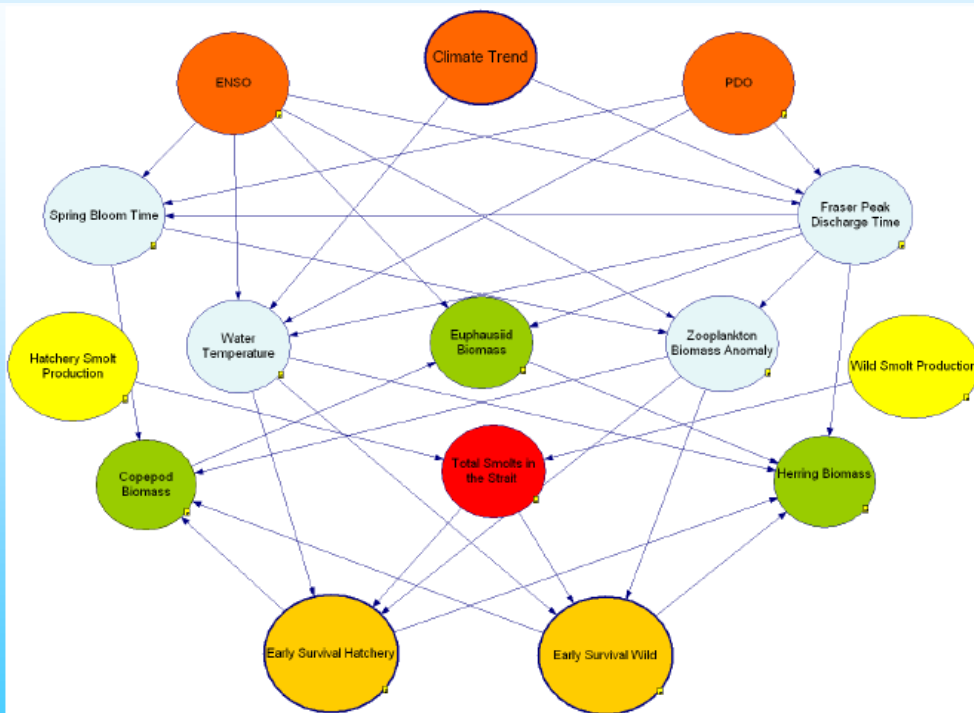 ENSO
Climate Trend
PDO
Spring Bloom Time
Fraser Peak
Discharge Time
Hatchery Smolt
Production
Water
Temperature
Euphausiid
Biomass
Zooplankton
Biomass Anomaly
Wild Smolt Production
Copepod
Biomass
Total Smolts in
the Strait
Herring Biomass
Early Survival Hatchery
Early Survival Wild